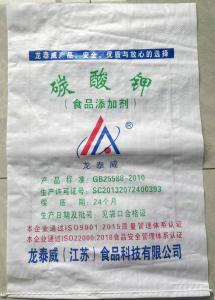 龙泰威产品，安全、优质与放心的选择
碳酸钾
（食品添加剂）
®
龙泰威
产品标准：GB25588-2010
生产许可证号：SC20132072400393
保质期：24个月
生产日期及批号：见袋口合格证
本企业通过ISO9001:2015质量管理体系认证
本企业通过ISO22000:2018食品安全管理体系认证
龙泰威（江苏）食品科技有限公司